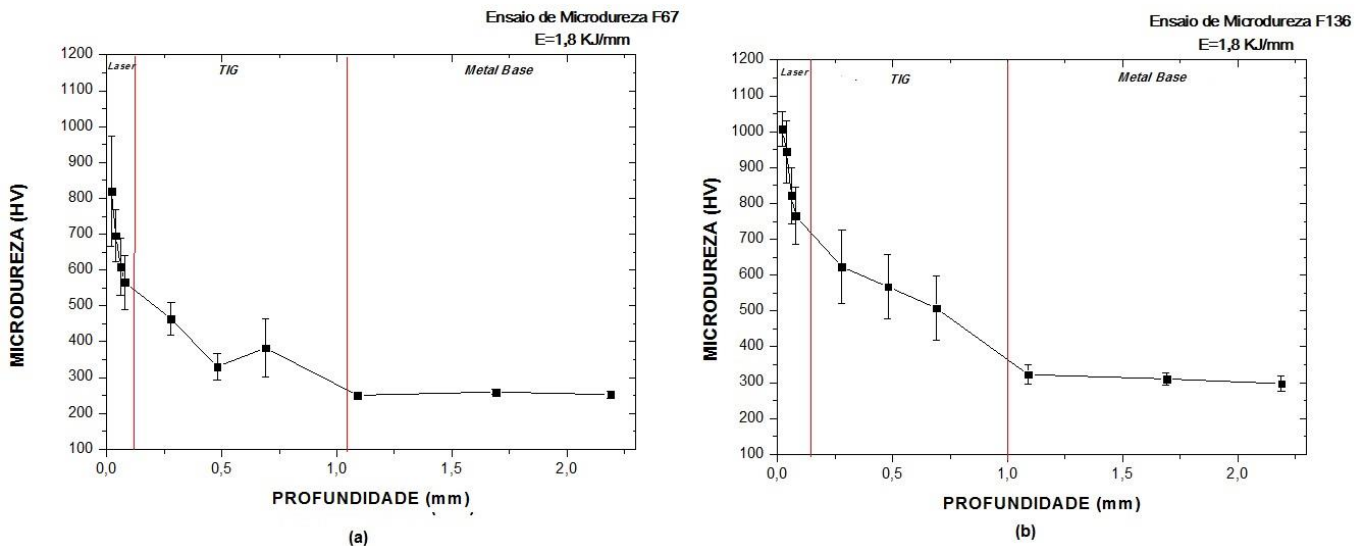 Ensaio de Microdureza F67
E=1,8 KJ/mm
1200
1100
1000
900
800
700
600
500
400
300
200
100
MICRODUREZA (HV)
Laser
TIG
Metal Base
0,0
0,5
1,0
1,5
2,0
PROFUNDIDADE (mm)
(a)
Ensaio de Microdureza F136
E=1,8 KJ/mm
1200
1100
1000
900
800
700
600
500
400
300
200
100
MICRODUREZA (HV)
Laser
TIG
Metal Base
0,0
0,5
1,0
1,5
2,0
PROFUNDIDADE (mm)
(b)